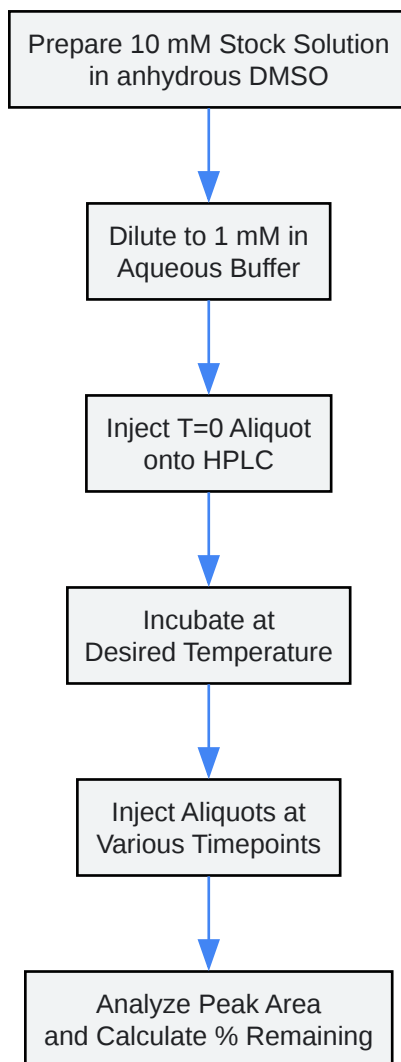 Prepare 10 mM Stock Solution
in anhydrous DMSO
Dilute to 1 mM in
Aqueous Buffer
Inject T=0 Aliquot
onto HPLC
Incubate at
Desired Temperature
Inject Aliquots at
Various Timepoints
Analyze Peak Area
and Calculate % Remaining